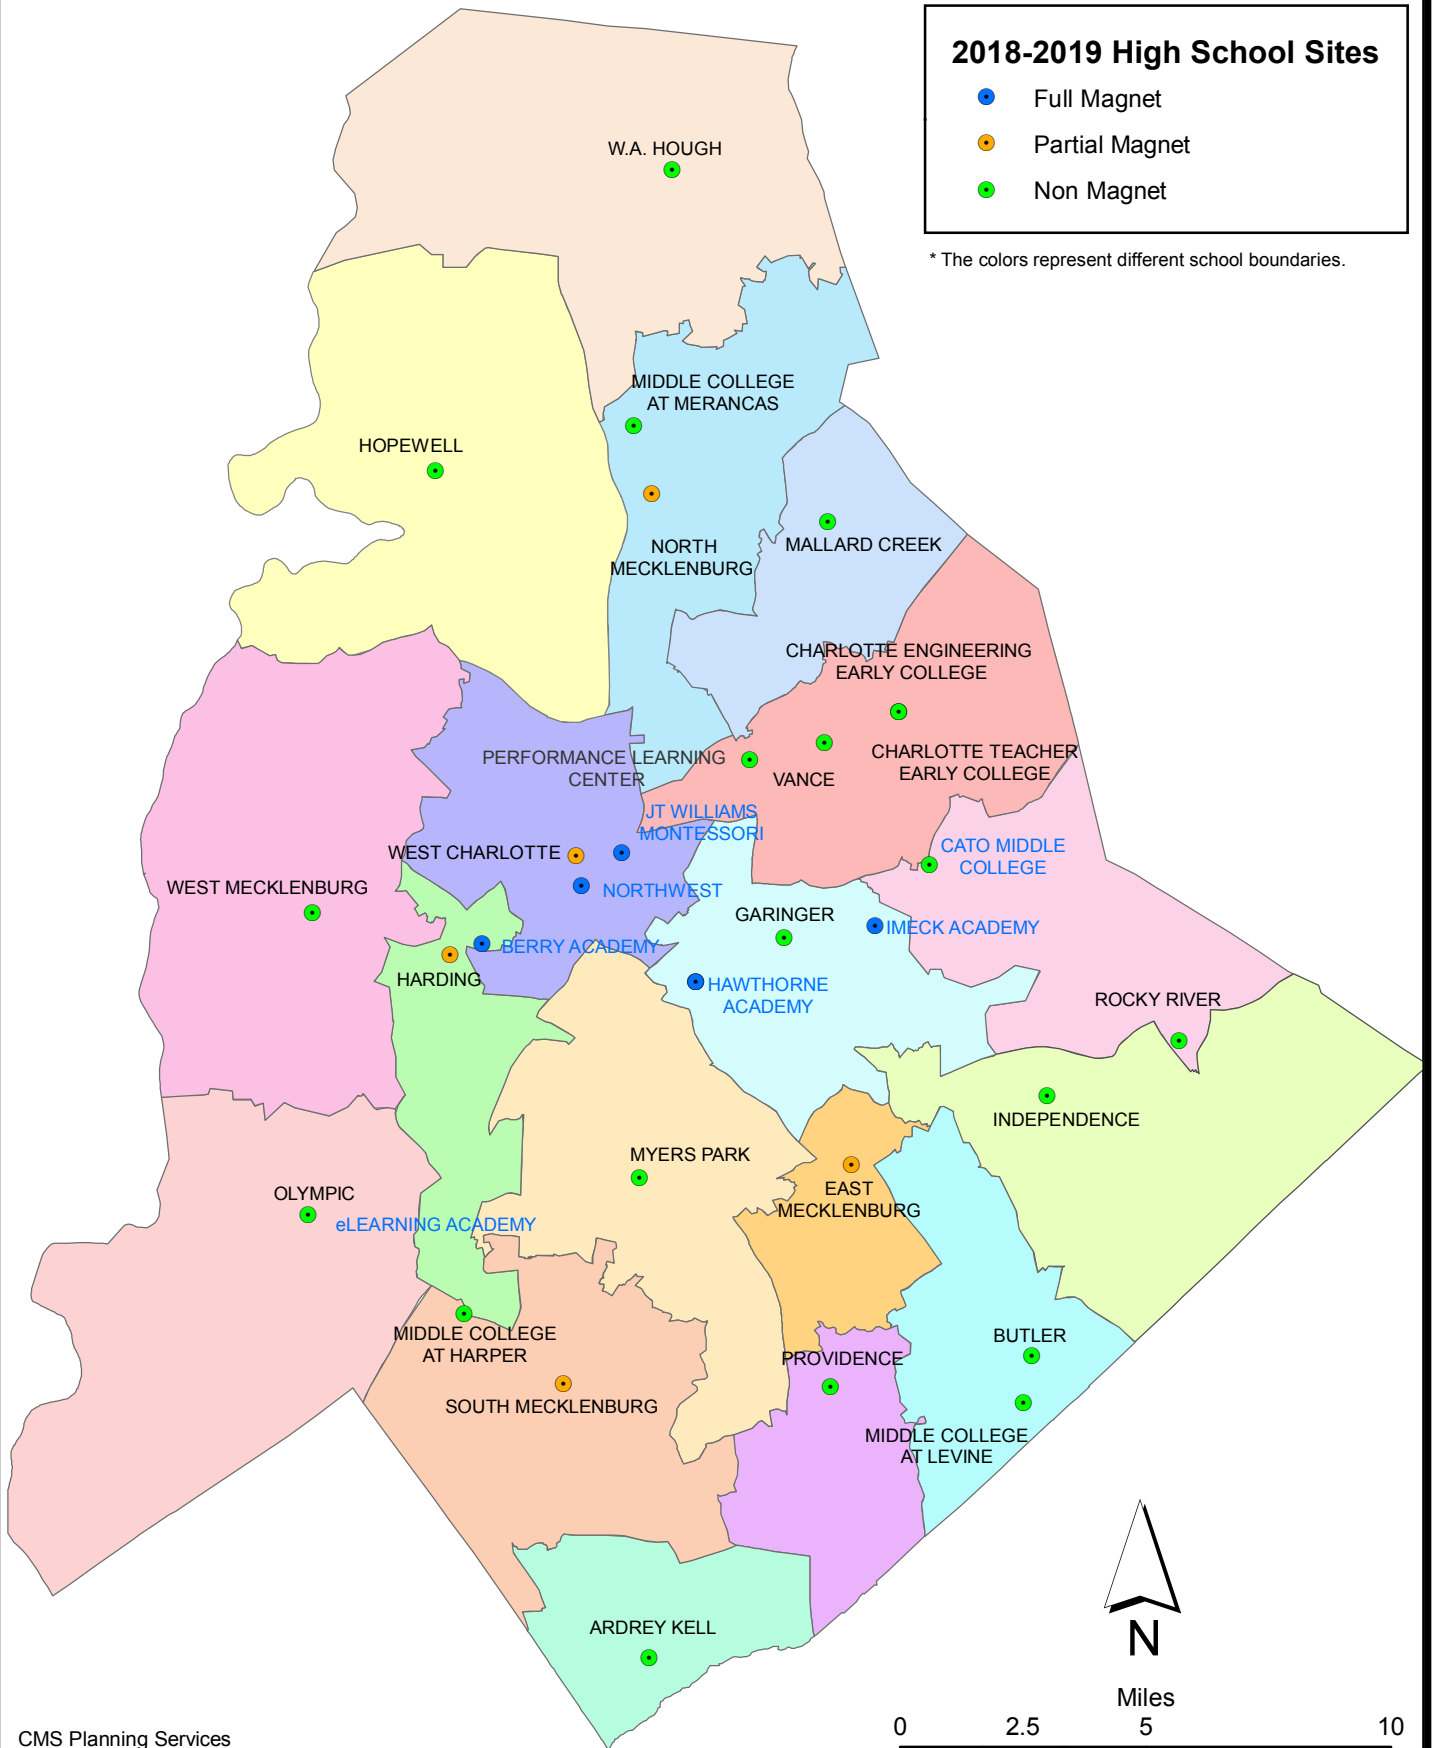 2018-2019 High School Sites
Full Magnet
Partial Magnet
Non Magnet
* The colors represent different school boundaries.
W.A. HOUGH
MIDDLE COLLEGE
AT MERANCAS
HOPEWELL
NORTH
MECKLENBURG
MALLARD CREEK
CHARLOTTE ENGINEERING
EARLY COLLEGE
PERFORMANCE LEARNING
CENTER
VANCE
CHARLOTTE TEACHER
EARLY COLLEGE
JT WILLIAMS
MONTESSORI
WEST CHARLOTTE
CATO MIDDLE
COLLEGE
WEST MECKLENBURG
NORTHWEST
GARINGER
IMECK ACADEMY
BERRY ACADEMY
HARDING
HAWTHORNE
ACADEMY
ROCKY RIVER
INDEPENDENCE
MYERS PARK
EAST
MECKLENBURG
OLYMPIC
eLEARNING ACADEMY
MIDDLE COLLEGE
AT HARPER
BUTLER
PROVIDENCE
SOUTH MECKLENBURG
MIDDLE COLLEGE
AT LEVINE
ARDREY KELL
N
Miles
0 2.5 5 10
CMS Planning Services